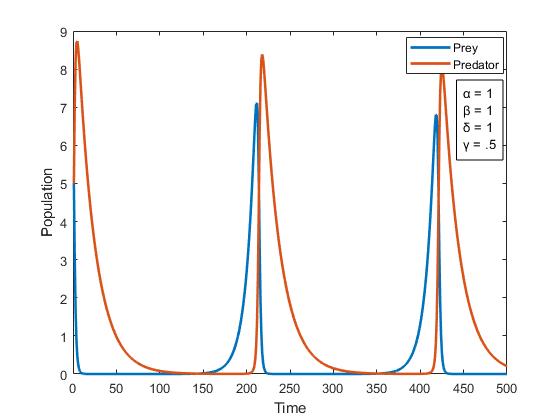 9
8
7
6
5
4
3
2
1
0
Population
Prey
Predator
α = 1
β = 1
δ = 1
γ = .5
0 50 100 150 200 250 300 350 400 450 500
Time